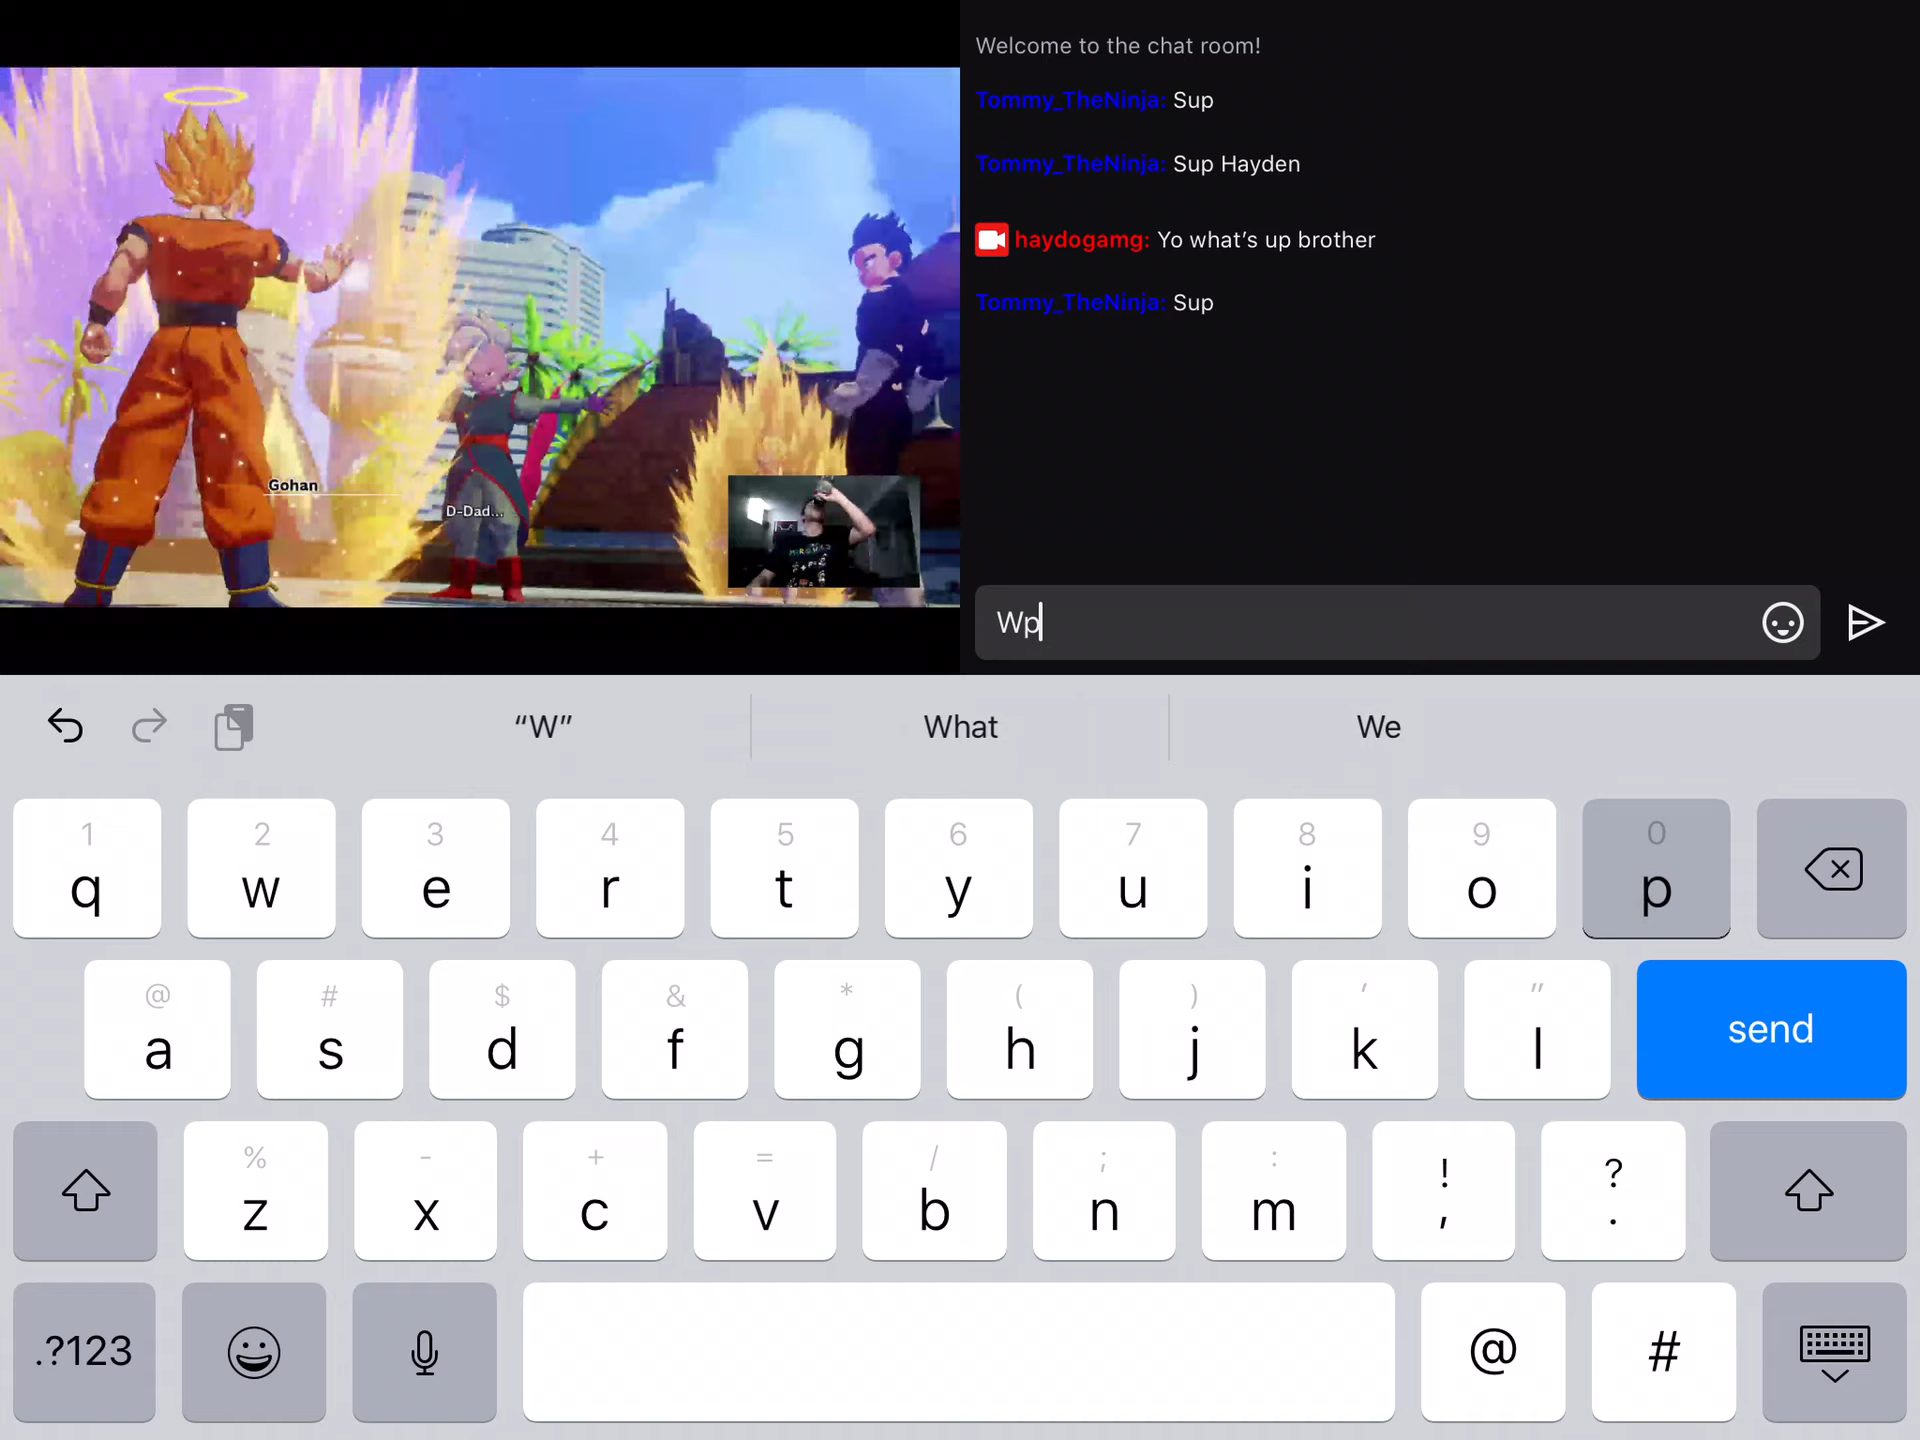 Welcome to the chat room!
Tommy_TheNinja: Sup
Tommy_TheNinja: Sup Hayden
haydogamg: Yo what’s up brother
Tommy_TheNinja: Sup
Gohan
D-Dad...
Wp
“W” What We
1 2 3 4 5 6 7 8 9 0
q w e r t y u i o p
@ # $ & * ( ) ′ ″
a s d f g h j k l send
% - + = / ; : ! ?
z x c v b n m , .
.?123 @ #